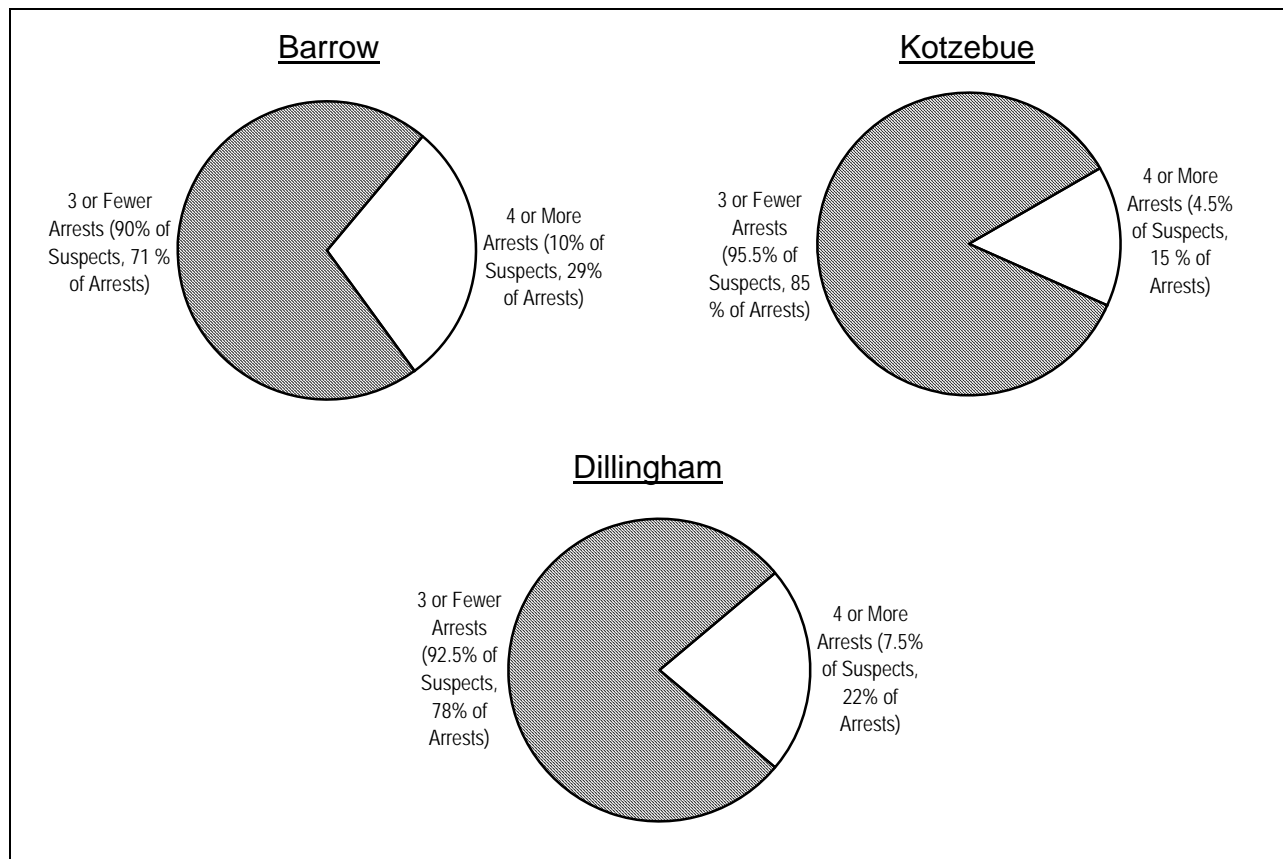 Barrow
3 or Fewer
Arrests (90% of
Suspects, 71 %
of Arrests)
4 or More
Arrests (10% of
Suspects, 29%
of Arrests)
Kotzebue
3 or Fewer
Arrests
(95.5% of
Suspects, 85
% of Arrests)
4 or More
Arrests (4.5%
of Suspects,
15 % of
Arrests)
Dillingham
3 or Fewer
Arrests
(92.5% of
Suspects,
78% of
Arrests)
4 or More
Arrests (7.5%
of Suspects,
22% of
Arrests)